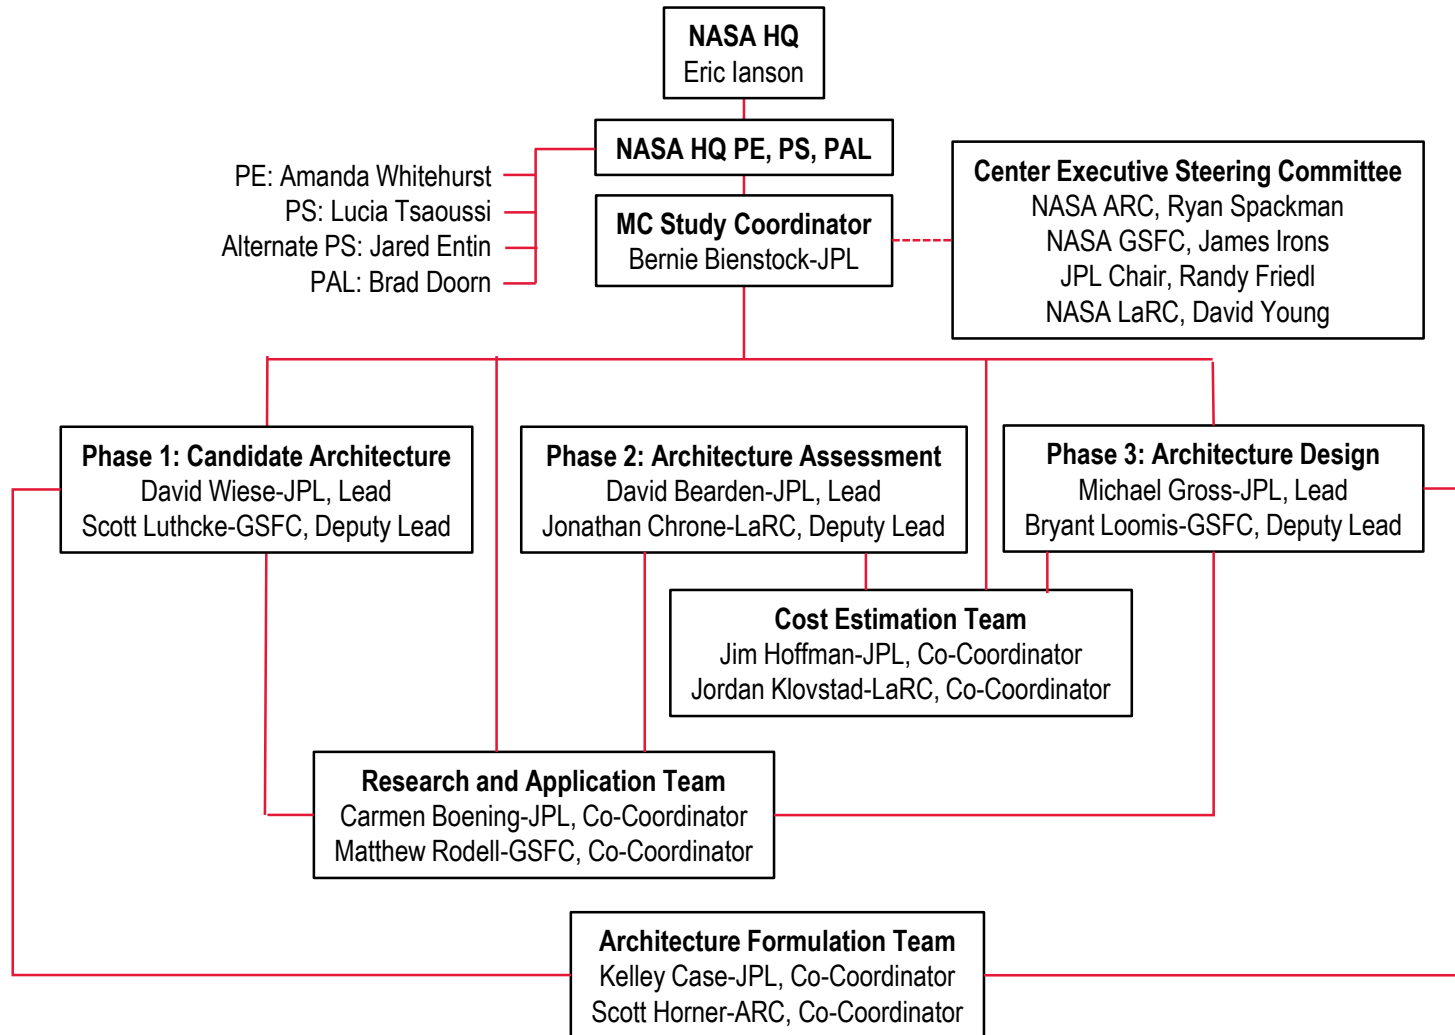 NASA HQ
Eric Ianson
NASA HQ PE, PS, PAL
PE: Amanda Whitehurst
PS: Lucia Tsaoussi
Alternate PS: Jared Entin
PAL: Brad Doorn
MC Study Coordinator
Bernie Bienstock-JPL
Center Executive Steering Committee
NASA ARC, Ryan Spackman
NASA GSFC, James Irons
JPL Chair, Randy Friedl
NASA LaRC, David Young
Phase 1: Candidate Architecture
David Wiese-JPL, Lead
Scott Luthcke-GSFC, Deputy Lead
Phase 2: Architecture Assessment
David Bearden-JPL, Lead
Jonathan Chrone-LaRC, Deputy Lead
Phase 3: Architecture Design
Michael Gross-JPL, Lead
Bryant Loomis-GSFC, Deputy Lead
Cost Estimation Team
Jim Hoffman-JPL, Co-Coordinator
Jordan Klovstad-LaRC, Co-Coordinator
Research and Application Team
Carmen Boening-JPL, Co-Coordinator
Matthew Rodell-GSFC, Co-Coordinator
Architecture Formulation Team
Kelley Case-JPL, Co-Coordinator
Scott Horner-ARC, Co-Coordinator